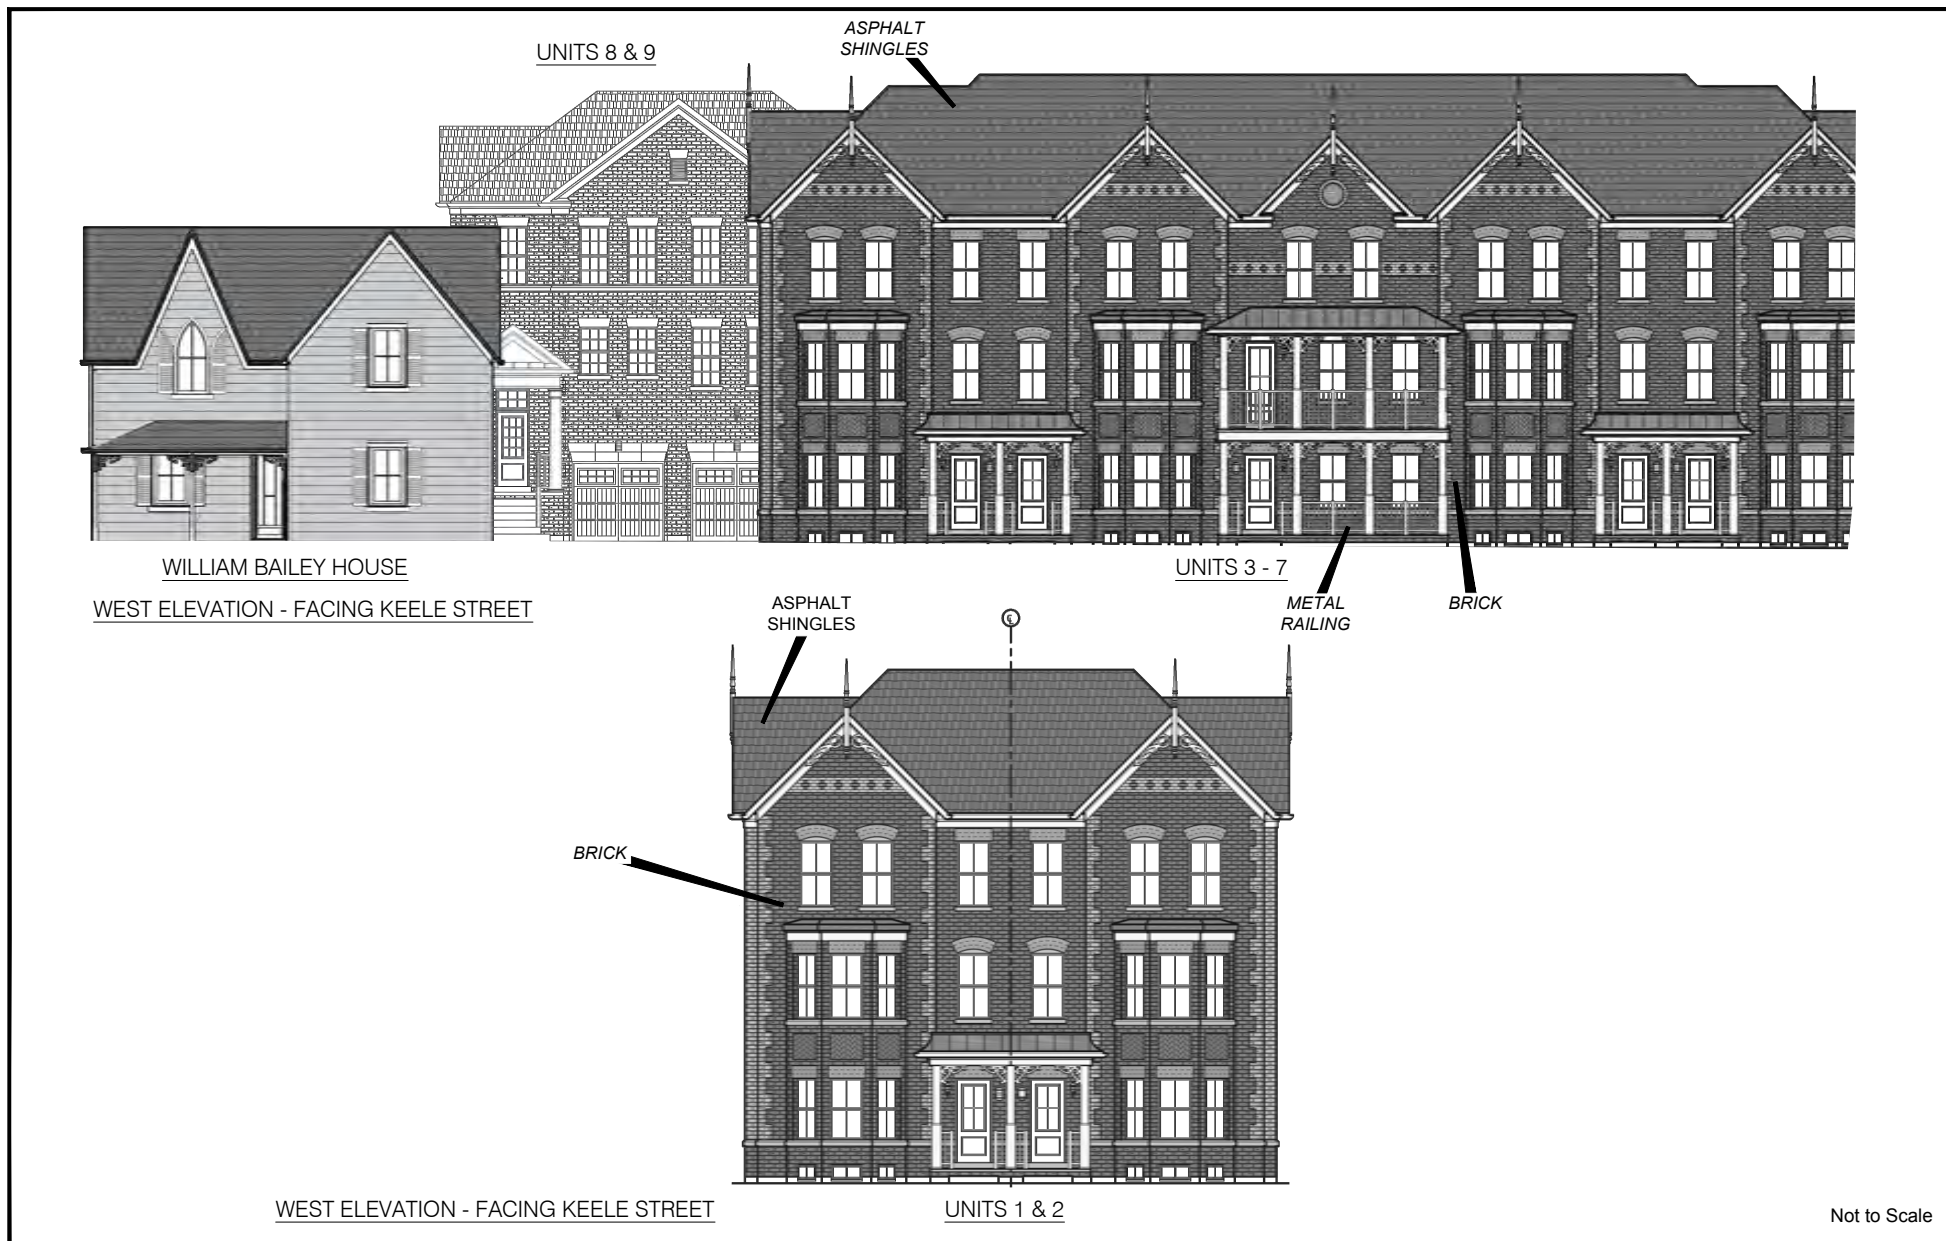 UNITS 8 & 9
ASPHALT
SHINGLES
WILLIAM BAILEY HOUSE
UNITS 3 - 7
WEST ELEVATION - FACING KEELE STREET
METAL
RAILING
BRICK
ASPHALT
SHINGLES
BRICK
WEST ELEVATION - FACING KEELE STREET
UNITS 1 & 2
Not to Scale